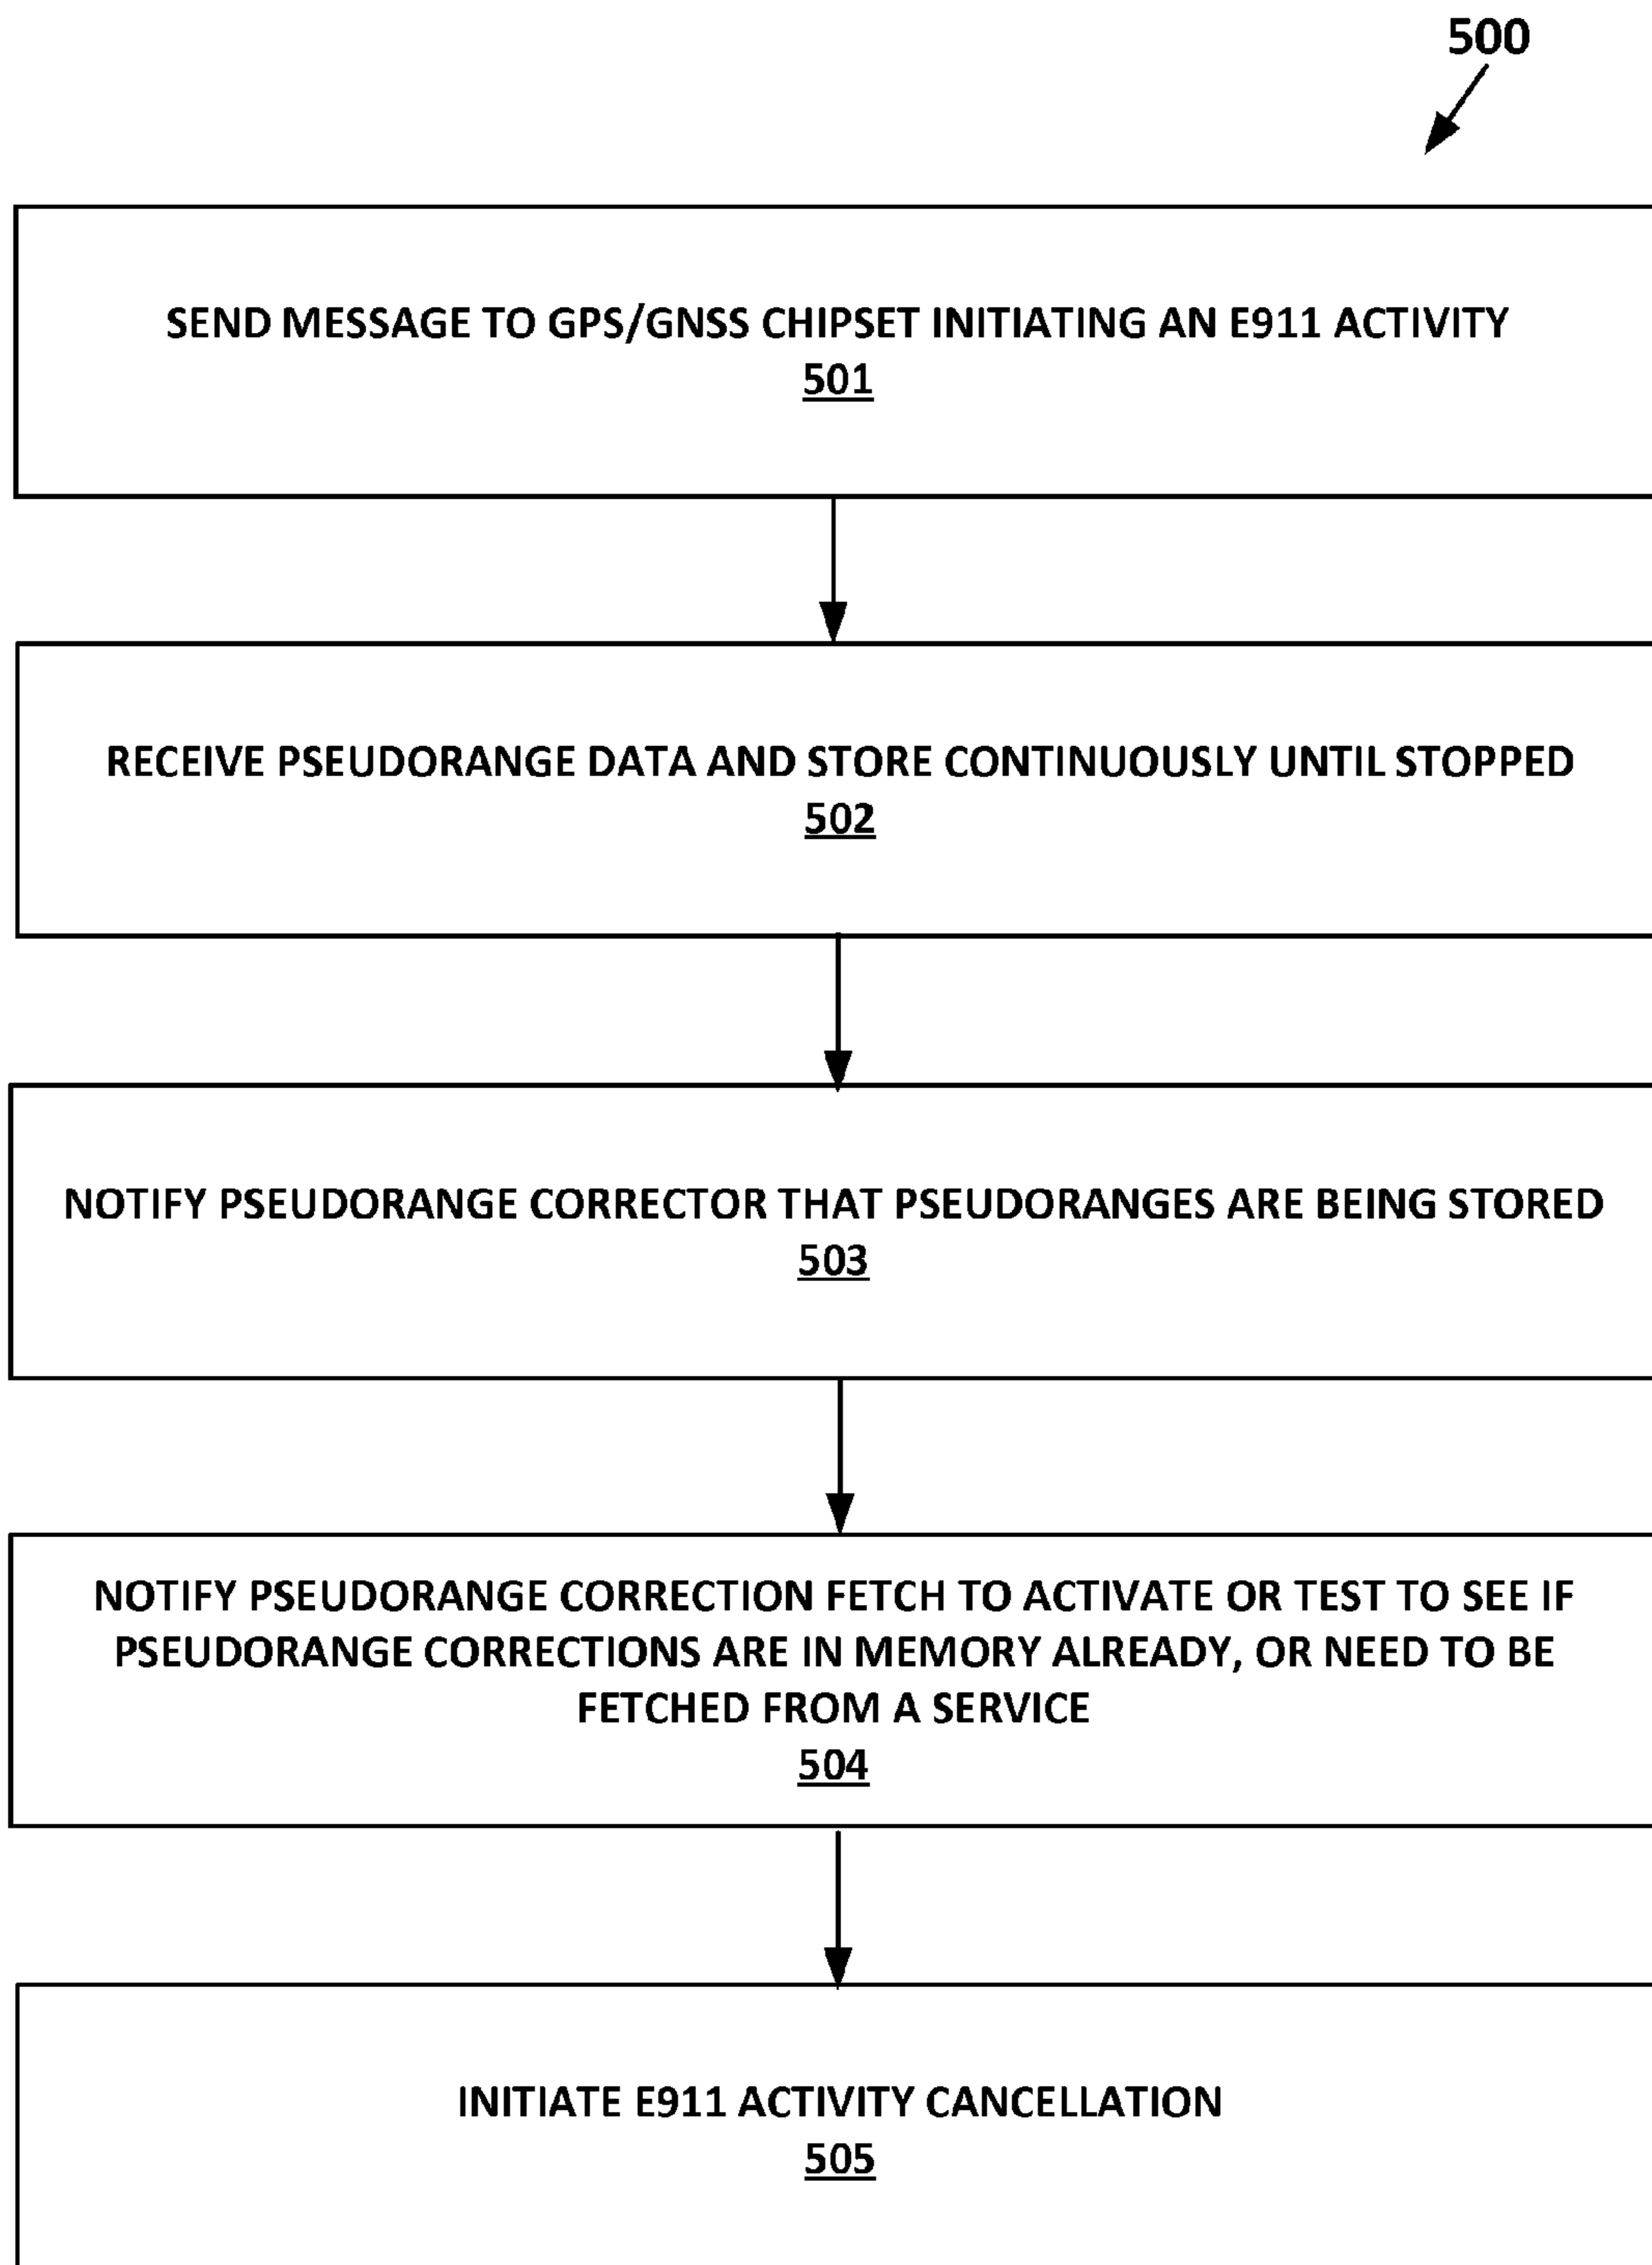 500
SEND MESSAGE TO GPS/GNSS CHIPSET INITIATING AN E911 ACTIVITY
501
RECEIVE PSEUDORANGE DATA AND STORE CONTINUOUSLY UNTIL STOPPED
502
NOTIFY PSEUDORANGE CORRECTOR THAT PSEUDORANGES ARE BEING STORED
503
NOTIFY PSEUDORANGE CORRECTION FETCH TO ACTIVATE OR TEST TO SEE IF
PSEUDORANGE CORRECTIONS ARE IN MEMORY ALREADY, OR NEED TO BE
FETCHED FROM A SERVICE
504
INITIATE E911 ACTIVITY CANCELLATION
505